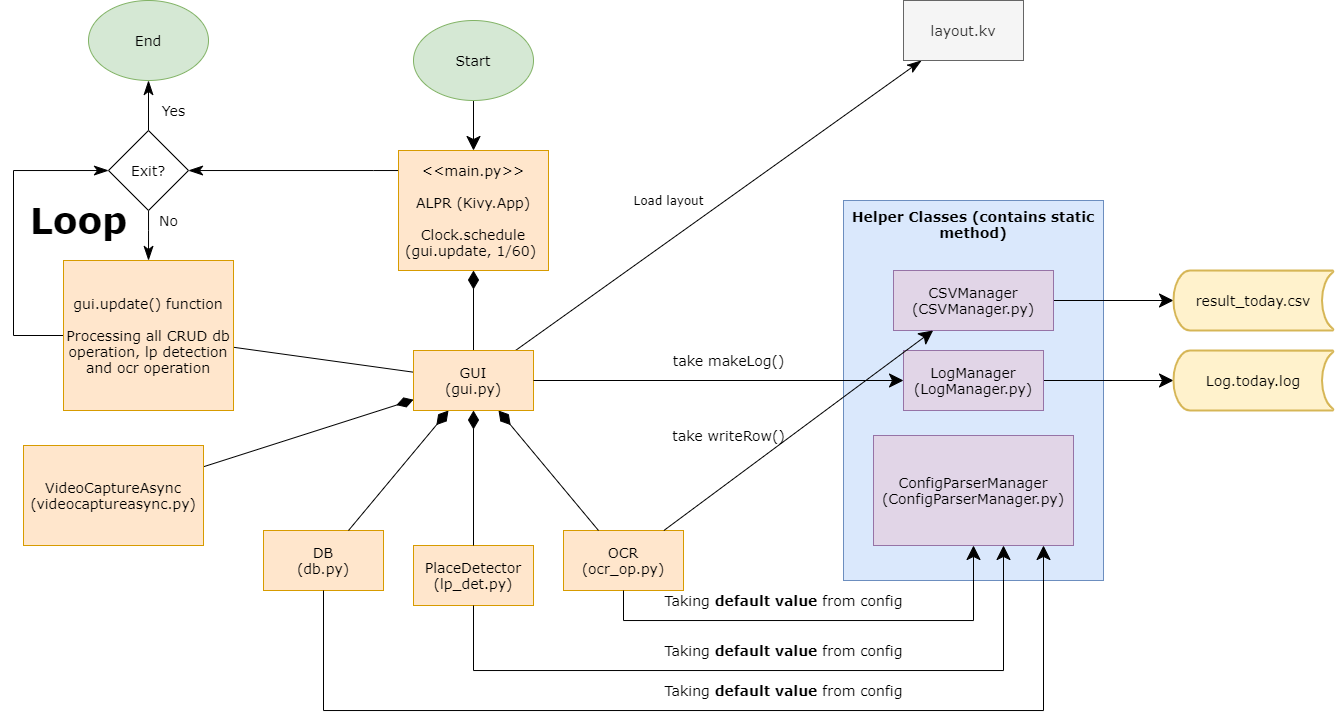 End
Start
layout.kv
Yes
Exit?
<<main.py>>
ALPR (Kivy.App)
Clock.schedule
(gui.update, 1/60)
Load layout
Loop
No
Helper Classes (contains static
method)
CSVManager
(CSVManager.py)
result_today.csv
gui.update() function
Processing all CRUD db
operation, lp detection
and ocr operation
GUI
(gui.py)
take makeLog()
LogManager
(LogManager.py)
Log.today.log
take writeRow()
VideoCaptureAsync
(videocaptureasync.py)
ConfigParserManager
(ConfigParserManager.py)
DB
(db.py)
PlaceDetector
(lp_det.py)
OCR
(ocr_op.py)
Taking default value from config
Taking default value from config
Taking default value from config